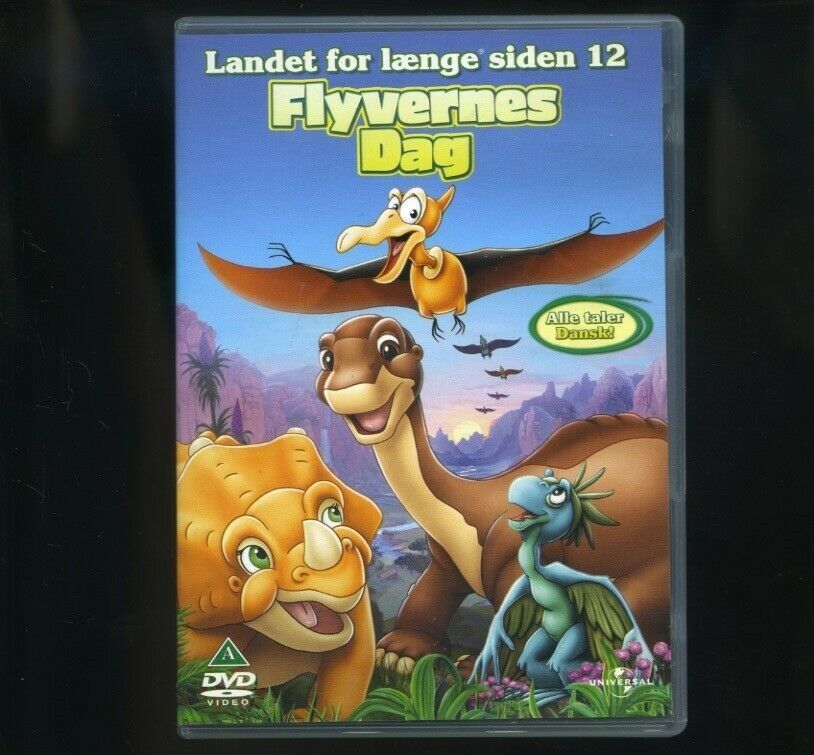 Landet for længe® siden 12
Flyvernes
Dag
Alle taler
Dansk!
A
DVD
VIDEO
UNIVERSAL